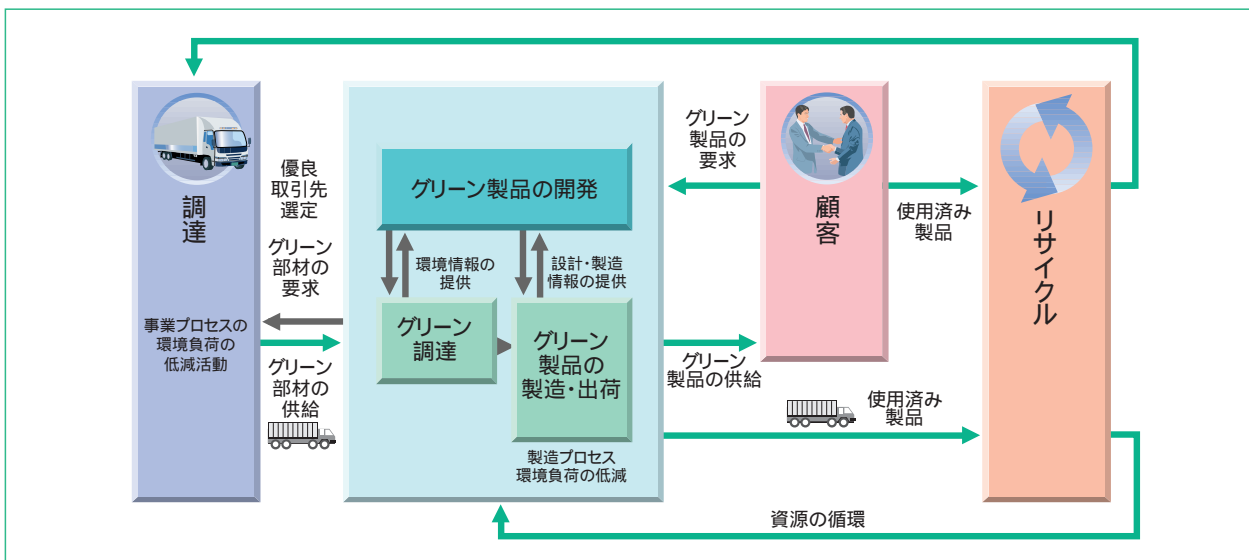 調達
事業プロセスの
環境負荷の
低減活動
優良
取引先
選定
グリーン
部材の
要求
グリーン
部材の
供給
グリーン製品の開発
環境情報の
提供
設計・製造
情報の提供
グリーン
調達
グリーン
製品の
製造・出荷
製造プロセス
環境負荷の低減
グリーン
製品の
要求
グリーン
製品の供給
顧客
使用済み
製品
使用済み
製品
リサイクル
資源の循環